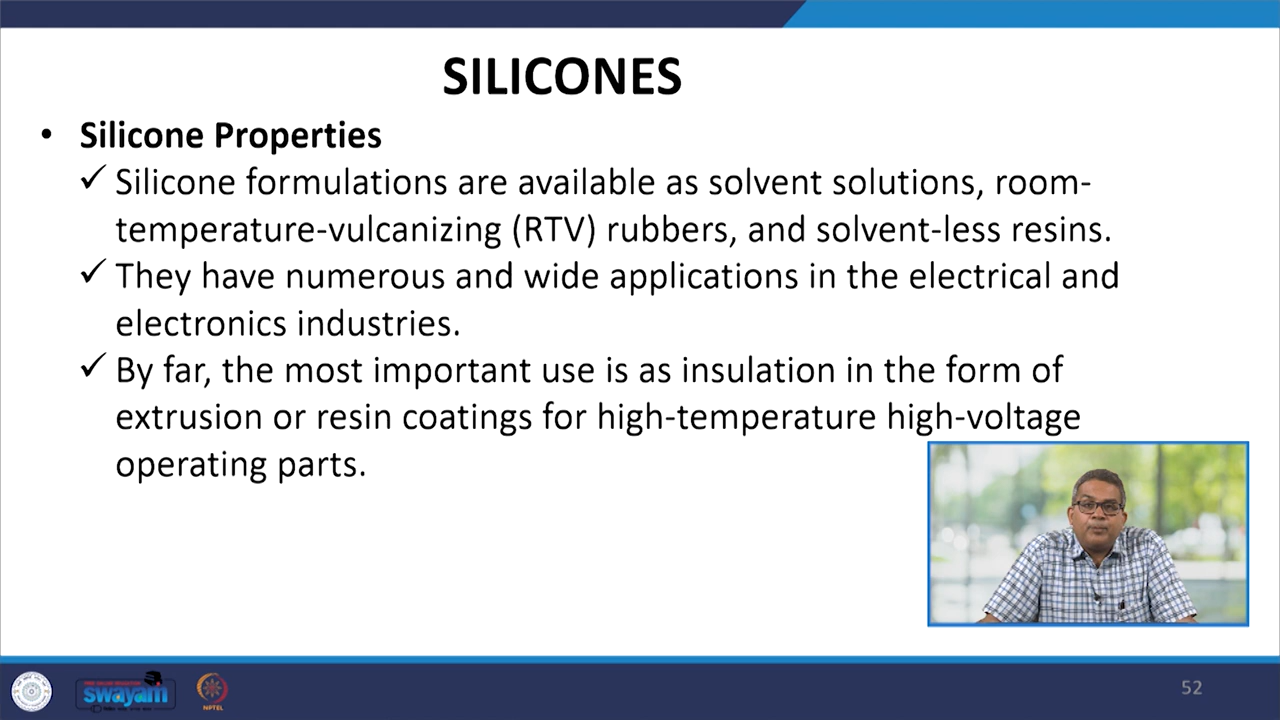 SILICONES
• Silicone Properties
✓ Silicone formulations are available as solvent solutions, room-
temperature-vulcanizing (RTV) rubbers, and solvent-less resins.
✓ They have numerous and wide applications in the electrical and
electronics industries.
✓ By far, the most important use is as insulation in the form of
extrusion or resin coatings for high-temperature high-voltage
operating parts.
swayam
NPTEL
52